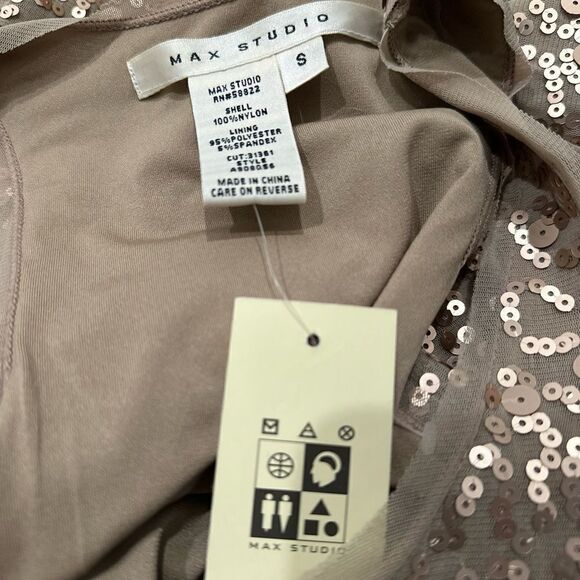 MAX STUDIO
S
MAX STUDIO
RN#58822
SHELL
100%NYLON
LINING
95%POLYESTER
5%SPANDEX
CUT:31361
STYLE
A908G56
MADE IN CHINA
CARE ON REVERSE
MAX STUDIO